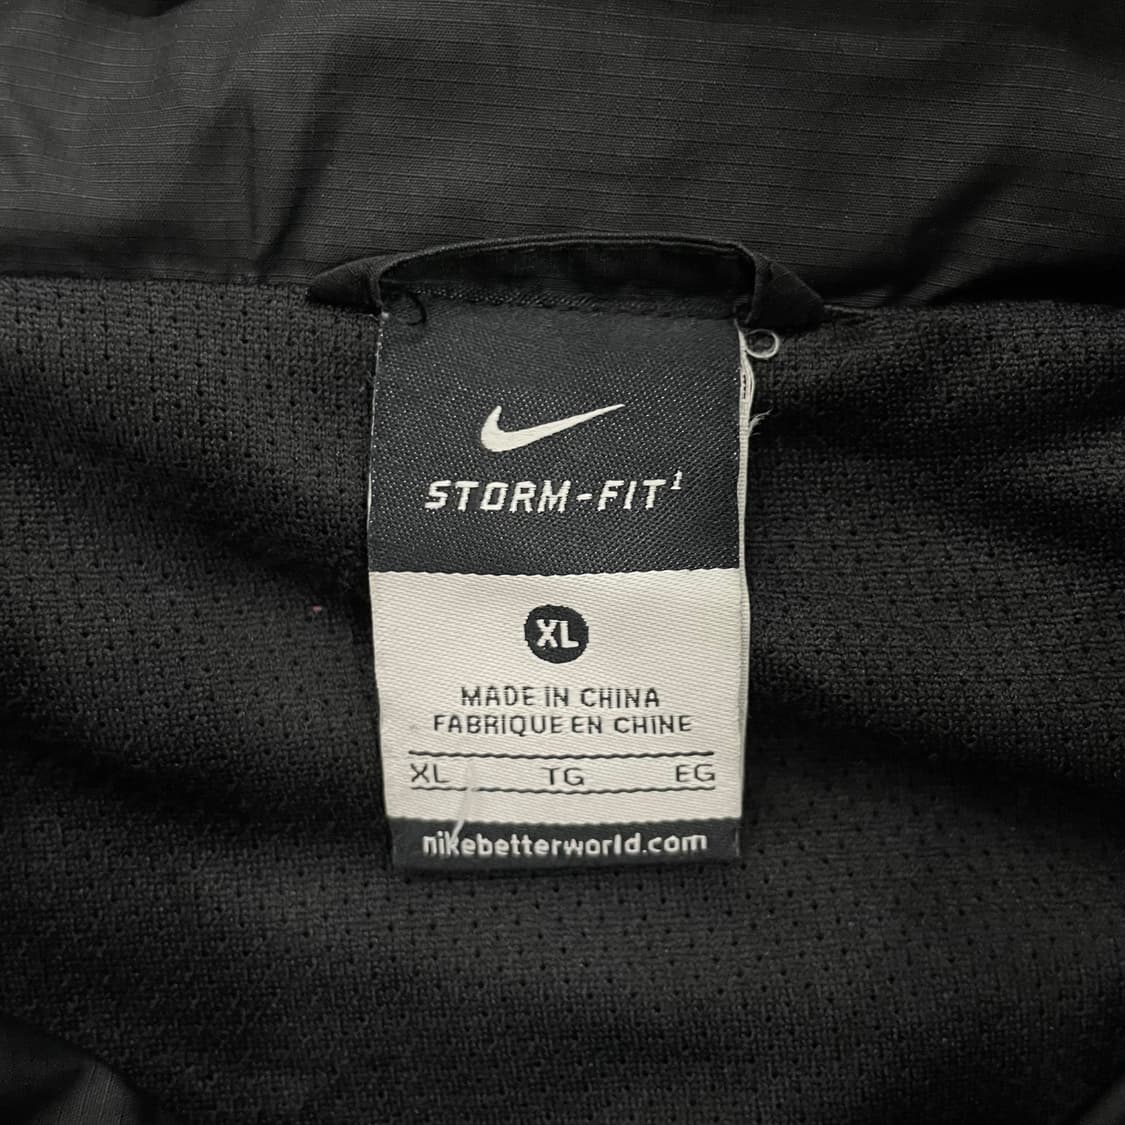 STORM-FIT¹
XL
MADE IN CHINA
FABRIQUE EN CHINE
XL TG EG
nikebetterworld.com